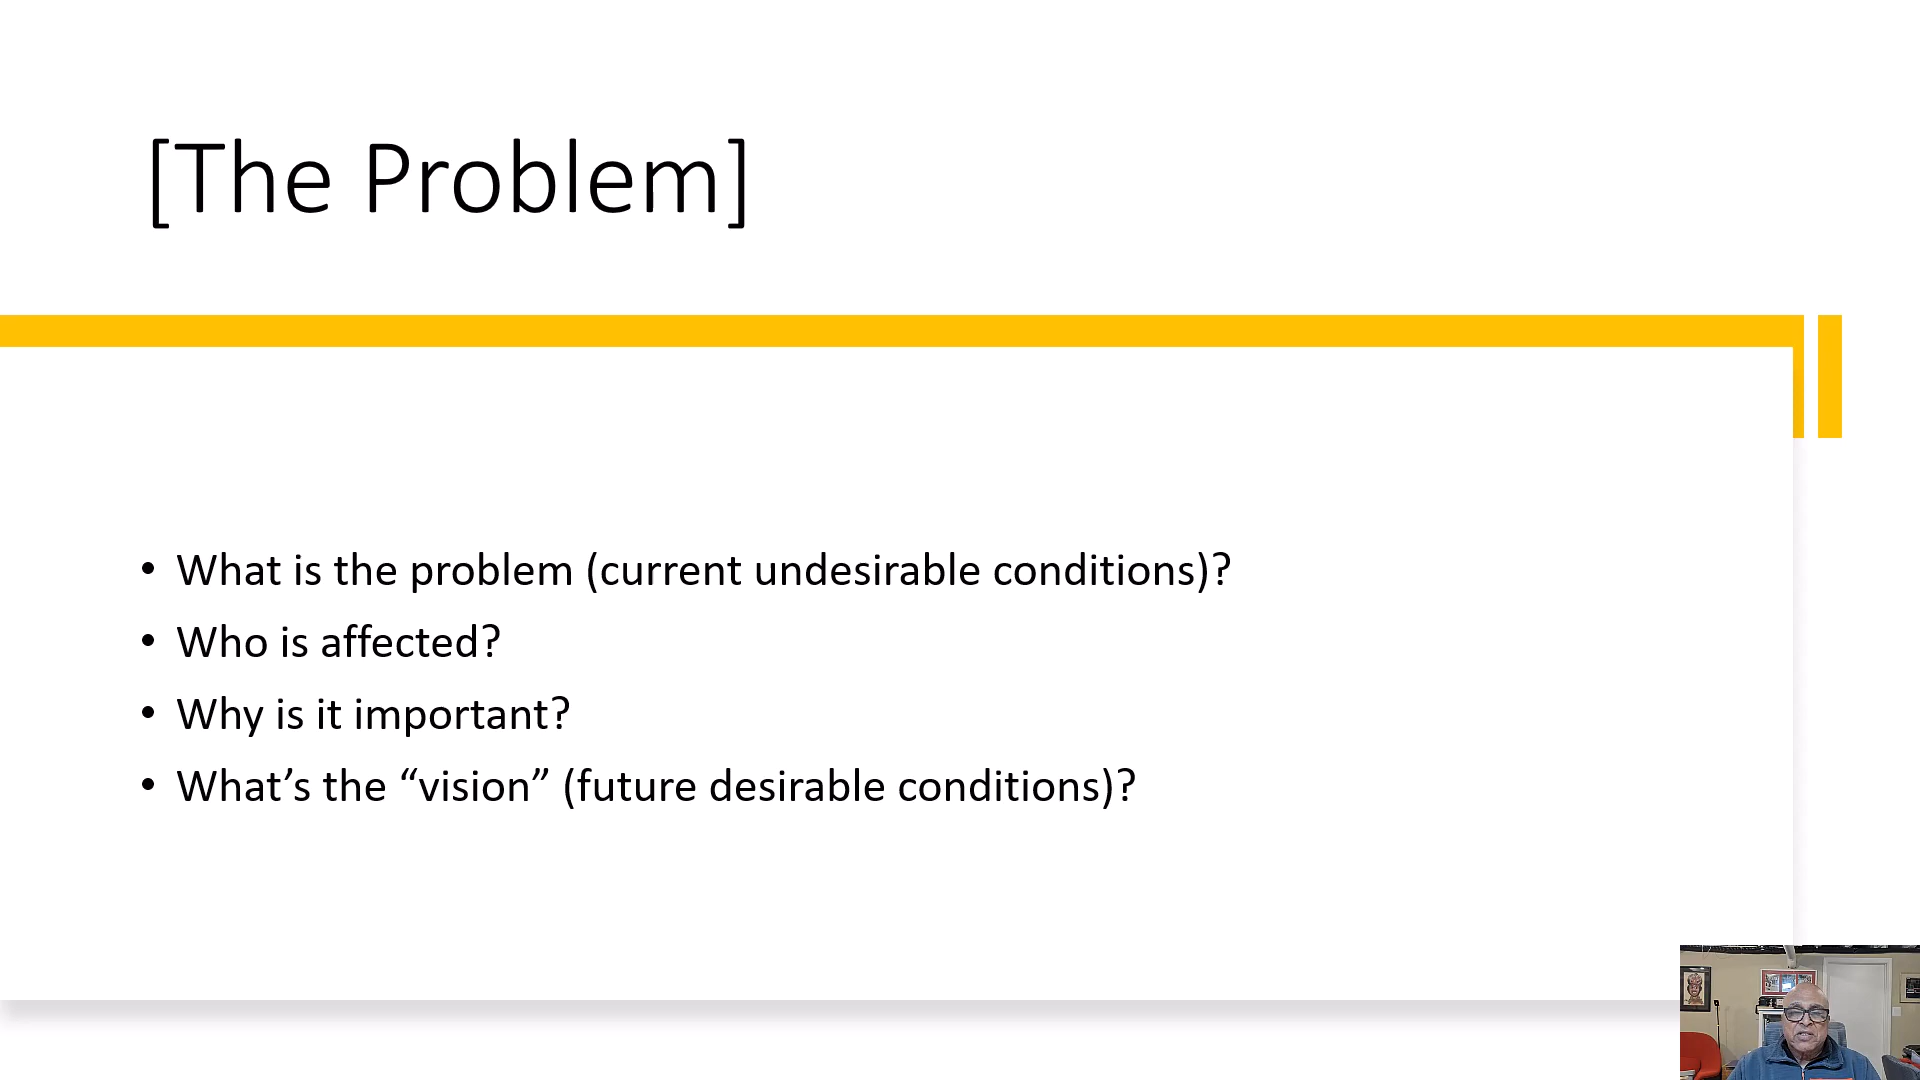 [The Problem]
• What is the problem (current undesirable conditions)?
• Who is affected?
• Why is it important?
• What’s the “vision” (future desirable conditions)?